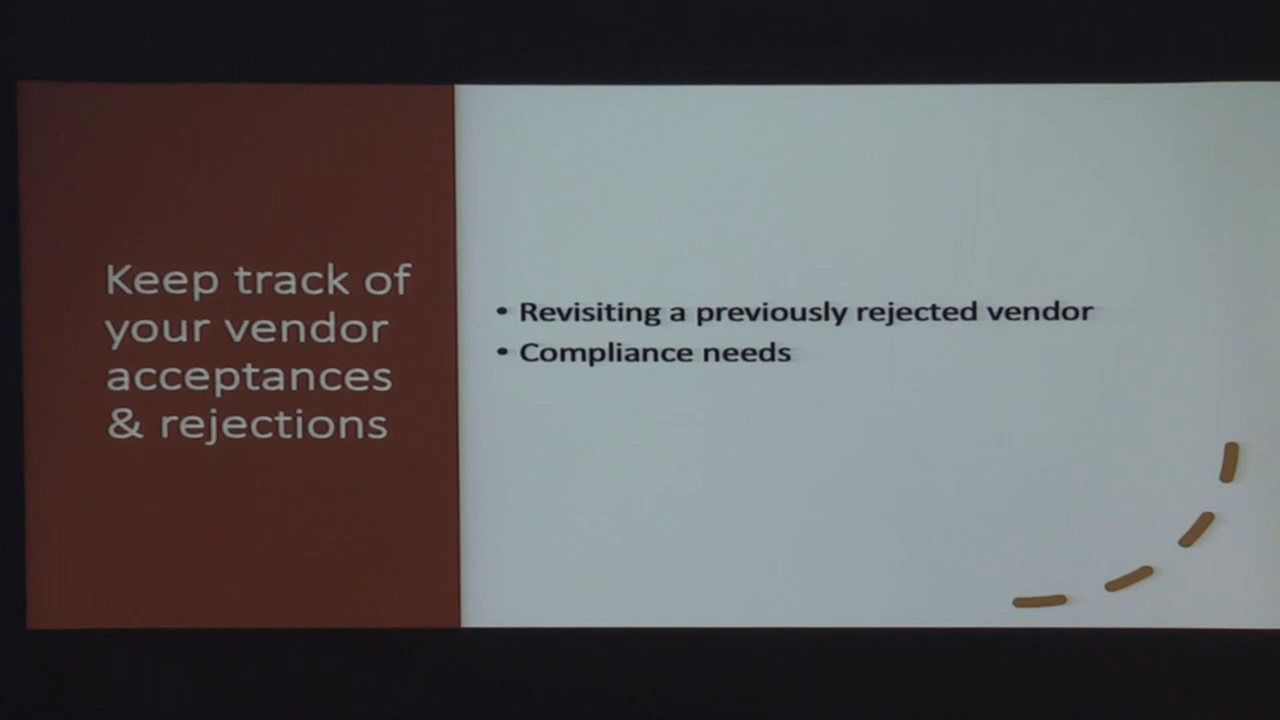 Keep track of
your vendor
acceptances
& rejections
• Revisiting a previously rejected vendor
• Compliance needs